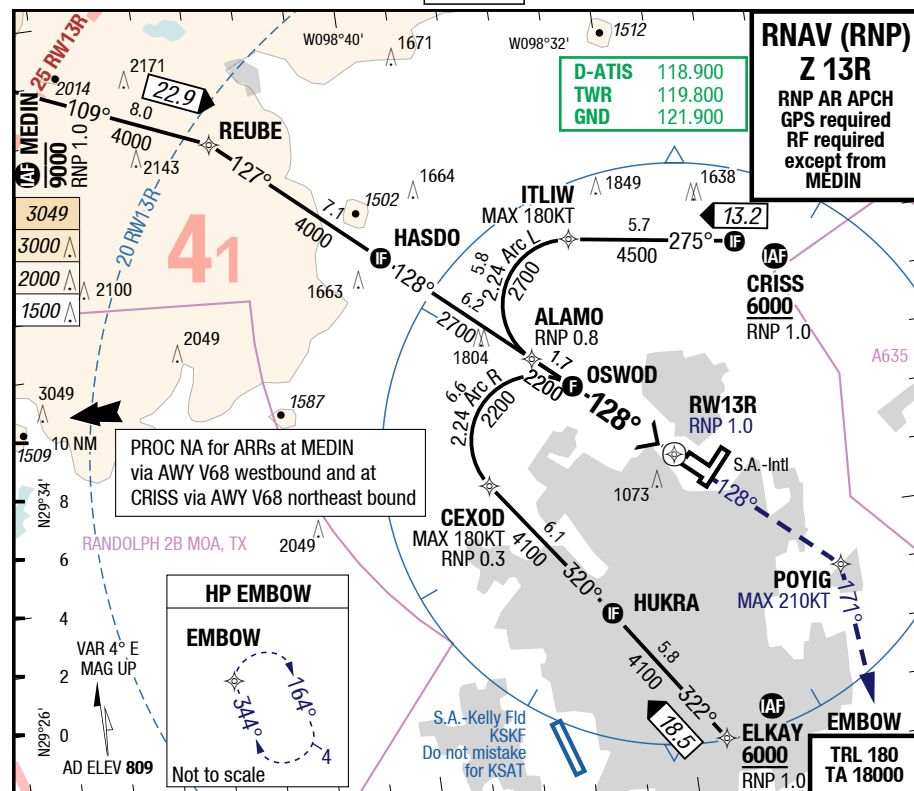 RNAV (RNP)
Z 13R
RNP AR APCH
GPS required
RF required
except from
MEDIN
D-ATIS 118.900
TWR 119.800
GND 121.900
W098°40'
W098°32'
1671
1512
25 RW13R
2014
2171
22.9
109°
8.0
4000
REUBE
IAF MEDIN
9000
RNP 1.0
2143
127°
7.1
4000
1502
1664
HASDO
IF
3049
3000
2000
1500
20 RW13R
41
2100
1663
128°
6.2
2700
1804
ITLIW
MAX 180KT
1849
1638
13.2
5.7
4500
275°
IF
IAF
CRISS
6000
RNP 1.0
5.8
2.24 Arc L
2700
ALAMO
RNP 0.8
1.7
2200
F OSWOD
128°
A635
2049
3049
1587
1509
10 NM
PROC NA for ARRs at MEDIN
via AWY V68 westbound and at
CRISS via AWY V68 northeast bound
6.6
2.24 Arc R
2200
RW13R
RNP 1.0
S.A.-Intl
1073
128°
CEXOD
MAX 180KT
RNP 0.3
6.1
4100
320°
N29°34'
8
6
4
2
0
N29°26'
RANDOLPH 2B MOA, TX
2049
POYIG
MAX 210KT
171°
IF
HUKRA
5.8
4100
322°
18.5
HP EMBOW
EMBOW
164°
344°
4
Not to scale
VAR 4° E
MAG UP
AD ELEV 809
S.A.-Kelly Fld
KSKF
Do not mistake
for KSAT
IAF
ELKAY
6000
RNP 1.0
EMBOW
TRL 180
TA 18000